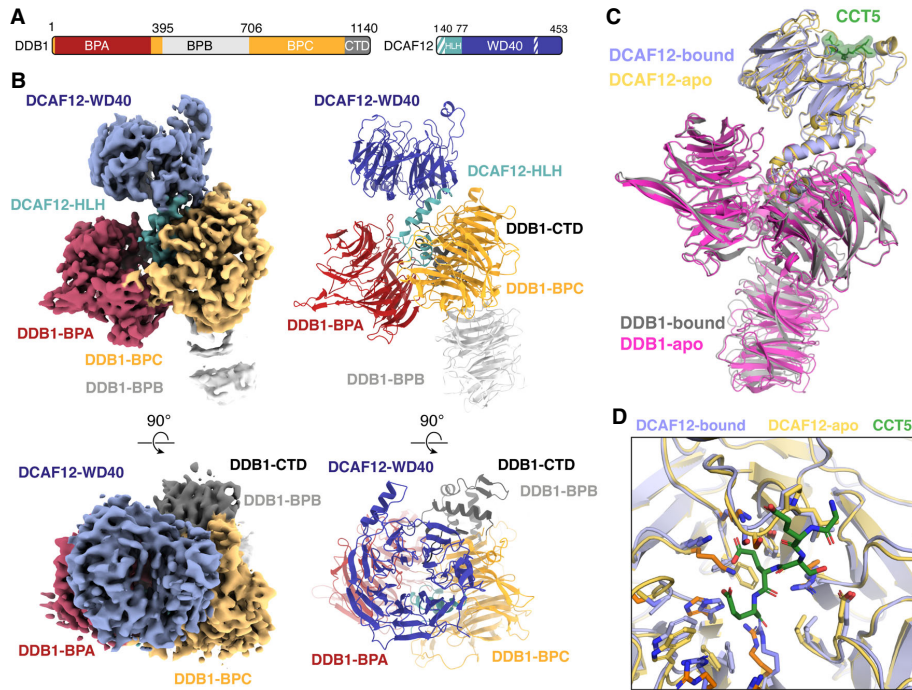 A
1 395 706 1140
DDB1 BPA BPB BPC CTD
140 77 453
DCAF12 HLH WD40
B
DCAF12-WD40
DCAF12-HLH
DDB1-BPA
DDB1-BPC
DDB1-BPB
DCAF12-WD40
DCAF12-HLH
DDB1-CTD
DDB1-BPC
DDB1-BPA
DDB1-BPB
90°
90°
DCAF12-WD40
DDB1-CTD
DDB1-BPB
DDB1-BPA
DDB1-BPC
DCAF12-WD40
DDB1-CTD
DDB1-BPB
DDB1-BPA
DDB1-BPC
C
CCT5
DCAF12-bound
DCAF12-apo
DDB1-bound
DDB1-apo
D
DCAF12-bound DCAF12-apo CCT5